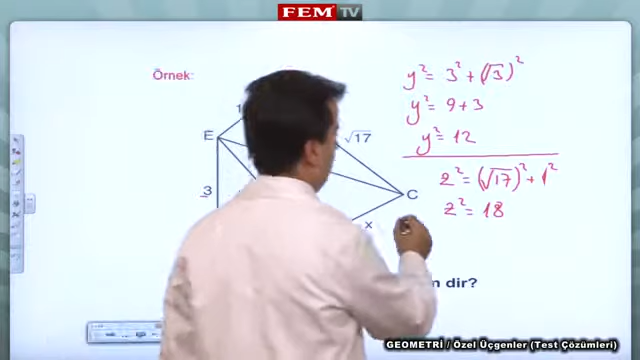 FEM TV
Örnek:
y² = 3² + (√3)²
y² = 9 + 3
y² = 12
z² = (√17)² + 1²
z² = 18
E
√17
3
C
x
dir?
GEOMETRİ / Özel Üçgenler (Test Çözümleri)